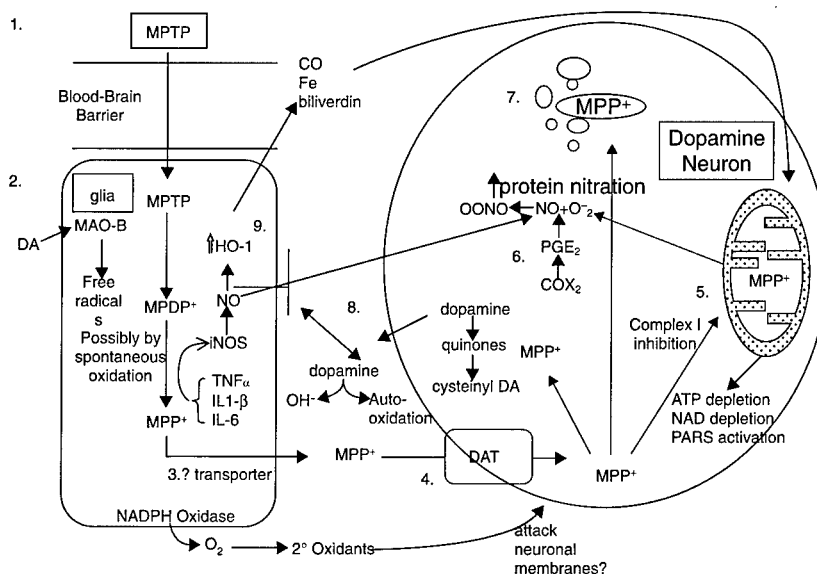 1.
MPTP
CO
Fe
biliverdin
Blood-Brain
Barrier
7.
MPP⁺
Dopamine
Neuron
2.
glia
MPTP
MAO-B
DA
9.
⇑HO-1
Free
radical
s
MPDP⁺
NO
Possibly by
spontaneous
oxidation
iNOS
TNFα
IL1-β
IL-6
MPP⁺
protein nitration
OONO
NO+O⁻₂
6.
PGE₂
COX₂
5.
MPP⁺
Complex I
inhibition
8.
dopamine
quinones
cysteinyl DA
MPP⁺
dopamine
OH-
Auto-
oxidation
ATP depletion
NAD depletion
PARS activation
3.? transporter
MPP⁺
4.
DAT
MPP⁺
NADPH Oxidase
O₂
2° Oxidants
attack
neuronal
membranes?